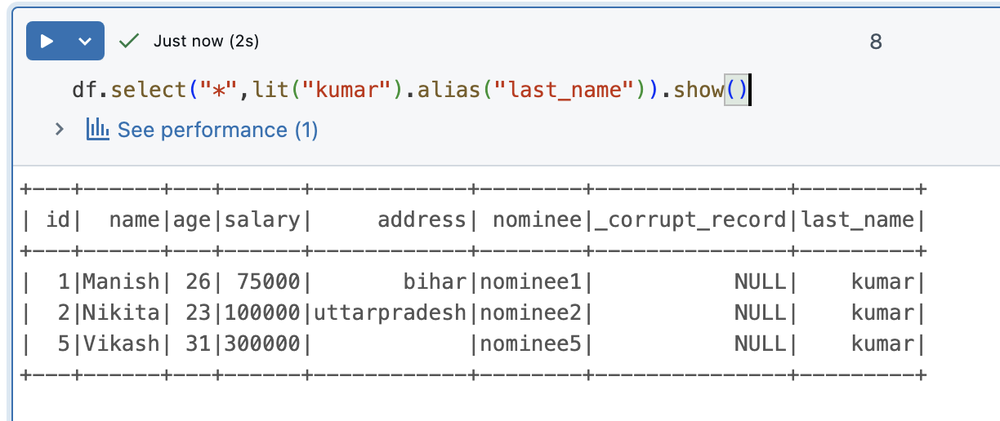 Just now (2s)
8
df.select("*",lit("kumar").alias("last_name")).show()
See performance (1)
+---+------+---+------+------------+--------+---------------+---------+
| id|  name|age|salary|     address| nominee|_corrupt_record|last_name|
+---+------+---+------+------------+--------+---------------+---------+
|  1|Manish| 26| 75000|       bihar|nominee1|           NULL|    kumar|
|  2|Nikita| 23|100000|uttarpradesh|nominee2|           NULL|    kumar|
|  5|Vikash| 31|300000|            |nominee5|           NULL|    kumar|
+---+------+---+------+------------+--------+---------------+---------+